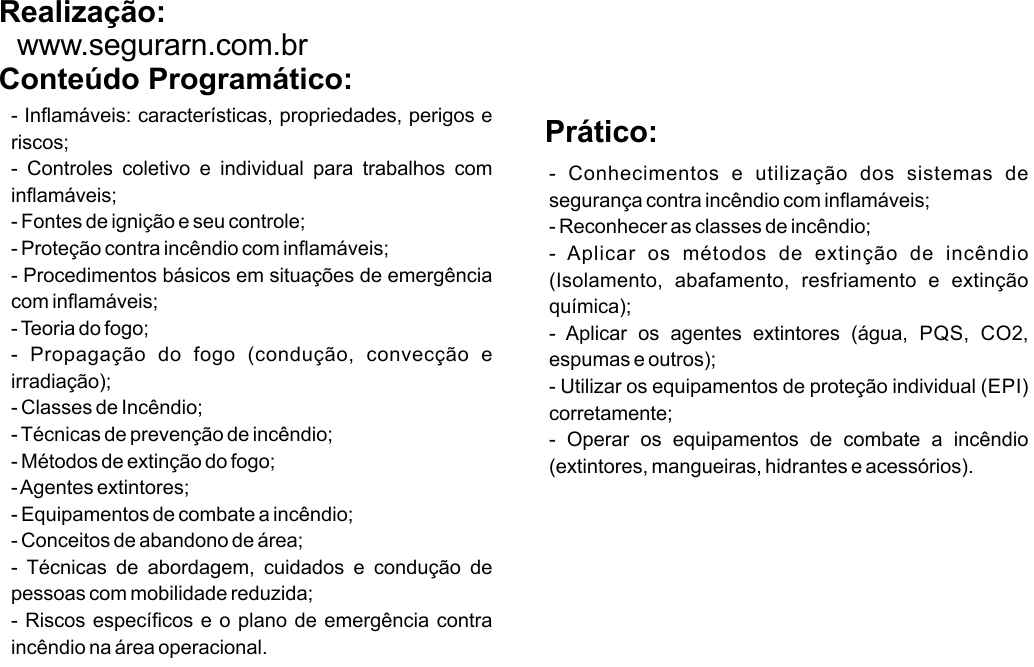 Realização:
www.segurarn.com.br
Conteúdo Programático:
- Inflamáveis: características, propriedades, perigos e
riscos;
- Controles coletivo e individual para trabalhos com
inflamáveis;
- Fontes de ignição e seu controle;
- Proteção contra incêndio com inflamáveis;
- Procedimentos básicos em situações de emergência
com inflamáveis;
- Teoria do fogo;
- Propagação do fogo (condução, convecção e
irradiação);
- Classes de Incêndio;
- Técnicas de prevenção de incêndio;
- Métodos de extinção do fogo;
- Agentes extintores;
- Equipamentos de combate a incêndio;
- Conceitos de abandono de área;
- Técnicas de abordagem, cuidados e condução de
pessoas com mobilidade reduzida;
- Riscos específicos e o plano de emergência contra
incêndio na área operacional.
Prático:
- Conhecimentos e utilização dos sistemas de
segurança contra incêndio com inflamáveis;
- Reconhecer as classes de incêndio;
- Aplicar os métodos de extinção de incêndio
(Isolamento, abafamento, resfriamento e extinção
química);
- Aplicar os agentes extintores (água, PQS, CO2,
espumas e outros);
- Utilizar os equipamentos de proteção individual (EPI)
corretamente;
- Operar os equipamentos de combate a incêndio
(extintores, mangueiras, hidrantes e acessórios).